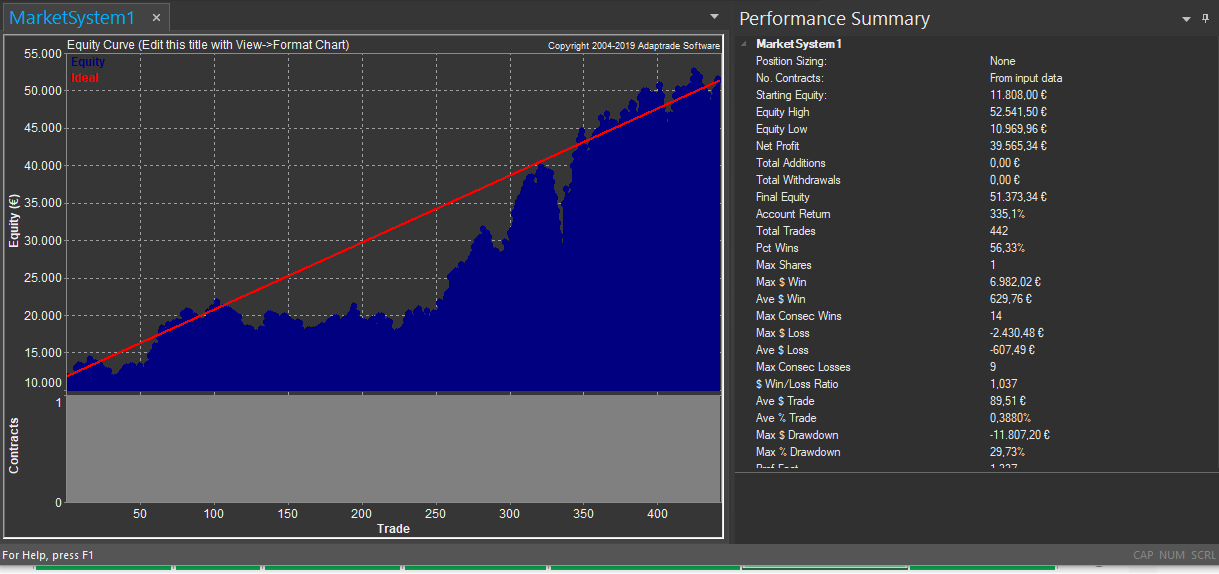 MarketSystem1 ×
Performance Summary
Equity Curve (Edit this title with View->Format Chart)
Copyright 2004-2019 Adaptrade Software
Equity
Ideal
55.000
50.000
45.000
40.000
35.000
30.000
25.000
20.000
15.000
10.000
Equity (€)
1
0
Contracts
50 100 150 200 250 300 350 400
Trade
MarketSystem1
Position Sizing: None
No. Contracts: From input data
Starting Equity: 11.808,00 €
Equity High 52.541,50 €
Equity Low 10.969,96 €
Net Profit 39.565,34 €
Total Additions 0,00 €
Total Withdrawals 0,00 €
Final Equity 51.373,34 €
Account Return 335,1%
Total Trades 442
Pct Wins 56,33%
Max Shares 1
Max $ Win 6.982,02 €
Ave $ Win 629,76 €
Max Consec Wins 14
Max $ Loss -2.430,48 €
Ave $ Loss -607,49 €
Max Consec Losses 9
$ Win/Loss Ratio 1,037
Ave $ Trade 89,51 €
Ave % Trade 0,3880%
Max $ Drawdown -11.807,20 €
Max % Drawdown 29,73%
For Help, press F1
CAP NUM SCRL